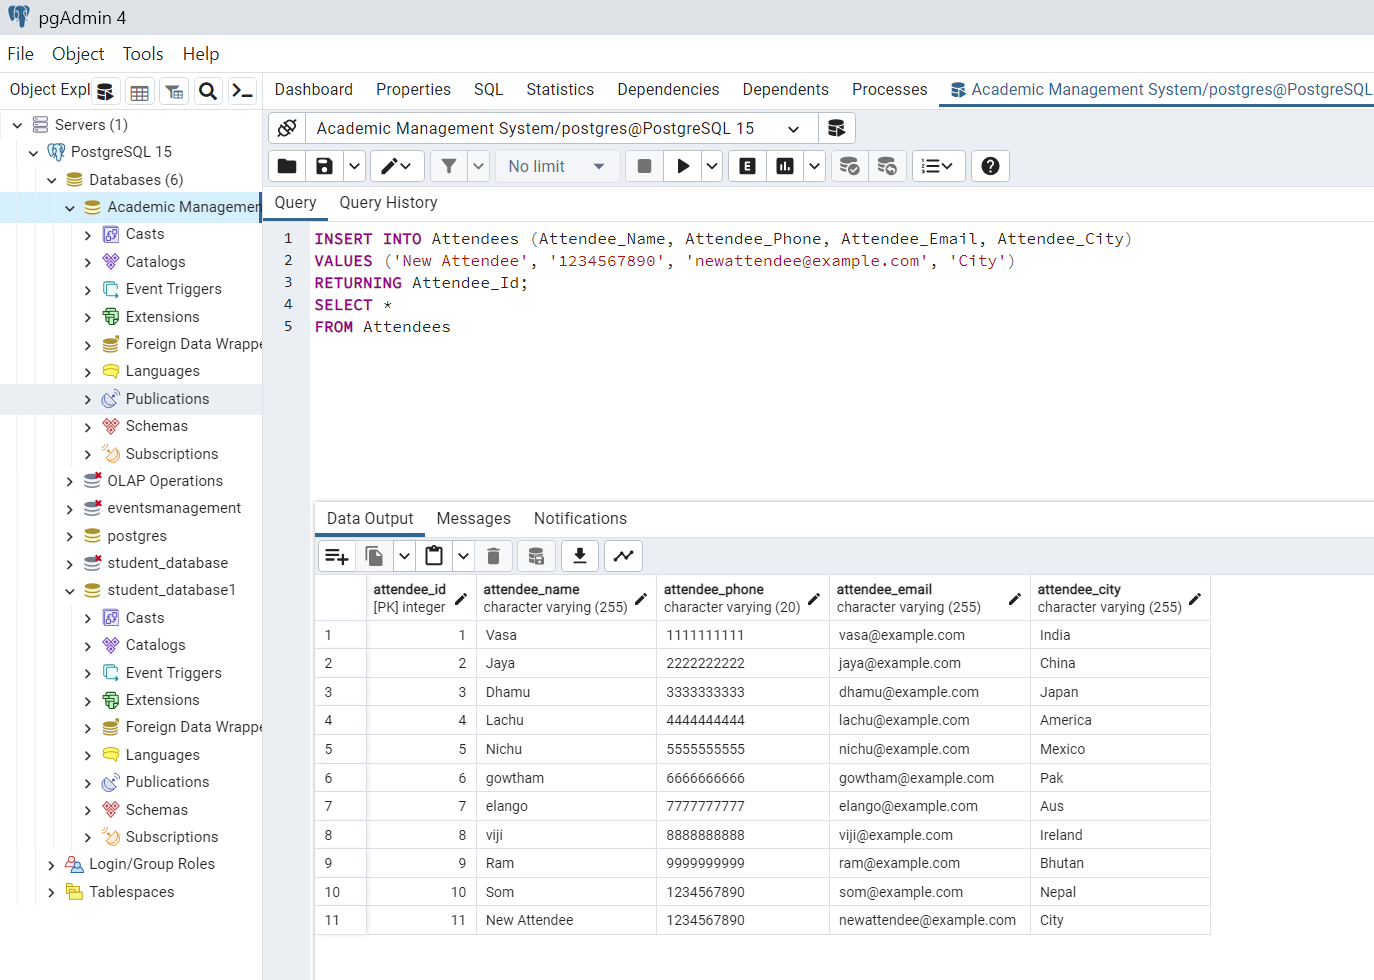 pgAdmin 4
File Object Tools Help
Object Expl
Dashboard Properties SQL Statistics Dependencies Dependents Processes Academic Management System/postgres@PostgreSQL
Servers (1)
PostgreSQL 15
Databases (6)
Academic Managemen
Casts
Catalogs
Event Triggers
Extensions
Foreign Data Wrappe
Languages
Publications
Schemas
Subscriptions
OLAP Operations
eventsmanagement
postgres
student_database
student_database1
Casts
Catalogs
Event Triggers
Extensions
Foreign Data Wrappe
Languages
Publications
Schemas
Subscriptions
Login/Group Roles
Tablespaces
Academic Management System/postgres@PostgreSQL 15
No limit E
Query Query History
1 INSERT INTO Attendees (Attendee_Name, Attendee_Phone, Attendee_Email, Attendee_City)
2 VALUES ('New Attendee', '1234567890', 'newattendee@example.com', 'City')
3 RETURNING Attendee_Id;
4 SELECT *
5 FROM Attendees
Data Output Messages Notifications
attendee_id attendee_name attendee_phone attendee_email attendee_city
[PK] integer character varying (255) character varying (20) character varying (255) character varying (255)
1 1 Vasa 1111111111 vasa@example.com India
2 2 Jaya 2222222222 jaya@example.com China
3 3 Dhamu 3333333333 dhamu@example.com Japan
4 4 Lachu 4444444444 lachu@example.com America
5 5 Nichu 5555555555 nichu@example.com Mexico
6 6 gowtham 6666666666 gowtham@example.com Pak
7 7 elango 7777777777 elango@example.com Aus
8 8 viji 8888888888 viji@example.com Ireland
9 9 Ram 9999999999 ram@example.com Bhutan
10 10 Som 1234567890 som@example.com Nepal
11 11 New Attendee 1234567890 newattendee@example.com City